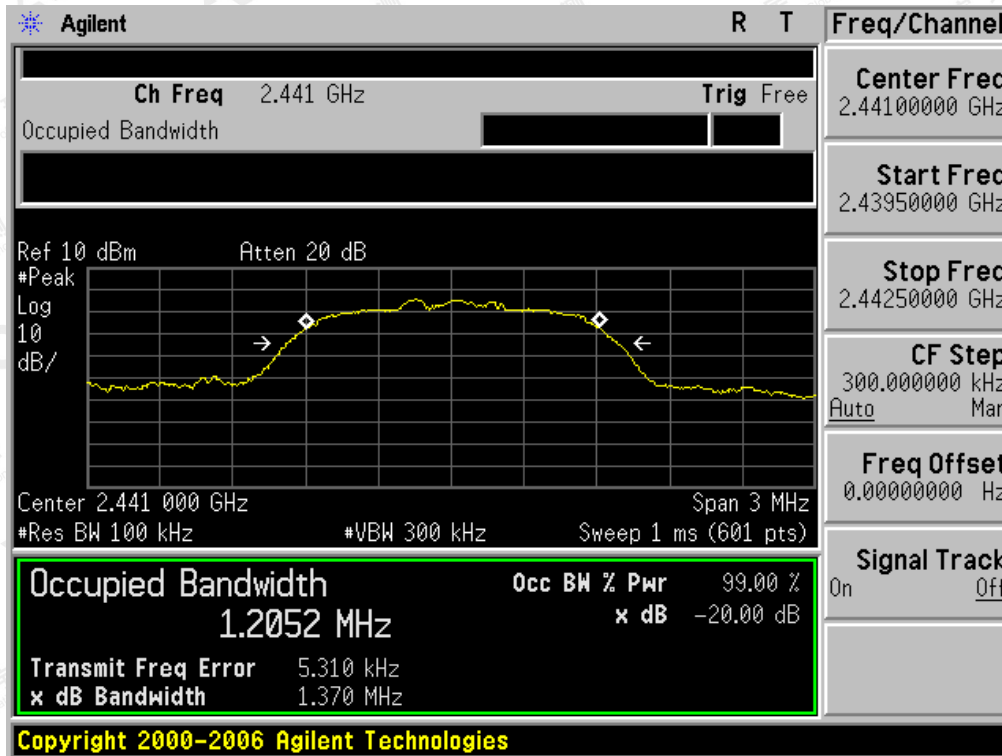 Agilent R T
Ch Freq 2.441 GHz Trig Free
Occupied Bandwidth
Ref 10 dBm Atten 20 dB
#Peak
Log
10
dB/
Center 2.441 000 GHz Span 3 MHz
#Res BW 100 kHz #VBW 300 kHz Sweep 1 ms (601 pts)
Occupied Bandwidth
1.2052 MHz
Occ BW % Pwr 99.00 %
x dB -20.00 dB
Transmit Freq Error 5.310 kHz
x dB Bandwidth 1.370 MHz
Copyright 2000-2006 Agilent Technologies
Freq/Channel
Center Freq
2.44100000 GHz
Start Freq
2.43950000 GHz
Stop Freq
2.44250000 GHz
CF Step
300.000000 kHz
Auto Man
Freq Offset
0.00000000 Hz
Signal Track
On Off